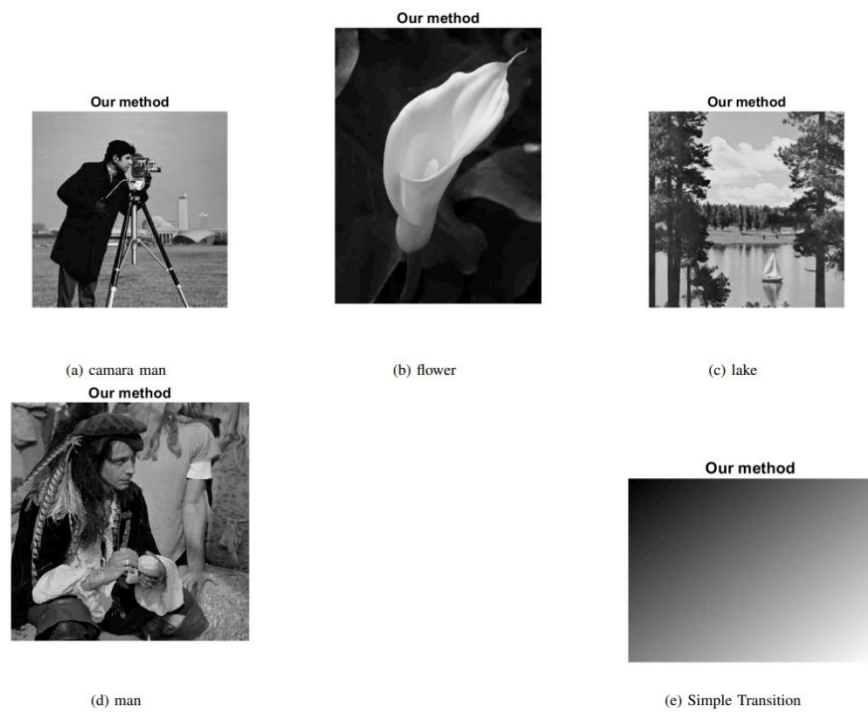 Our method
Our method
Our method
(a) camara man
(b) flower
(c) lake
Our method
Our method
(d) man
(e) Simple Transition